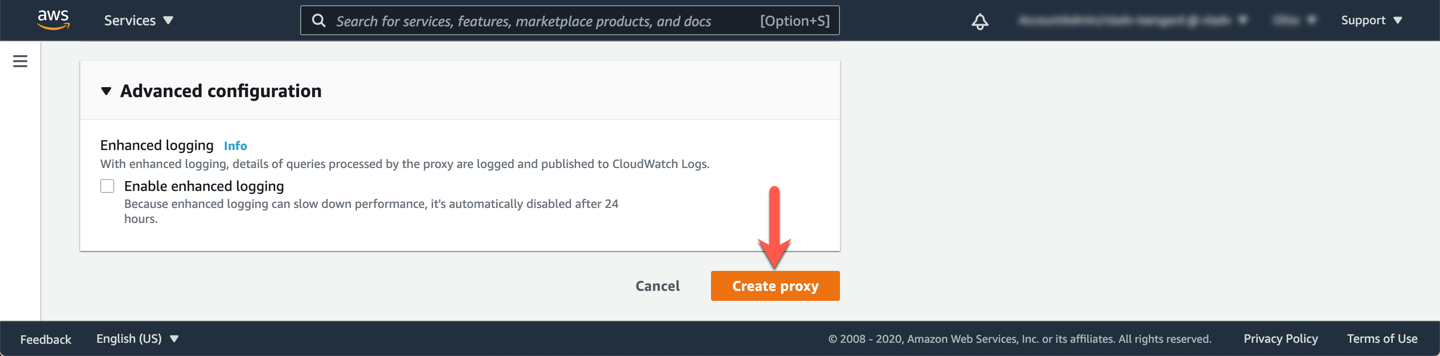 aws Services Search for services, features, marketplace products, and docs [Option+S] Support
Advanced configuration
Enhanced logging Info
With enhanced logging, details of queries processed by the proxy are logged and published to CloudWatch Logs.
Enable enhanced logging
Because enhanced logging can slow down performance, it's automatically disabled after 24
hours.
Cancel Create proxy
Feedback English (US) © 2008 - 2020, Amazon Web Services, Inc. or its affiliates. All rights reserved. Privacy Policy Terms of Use